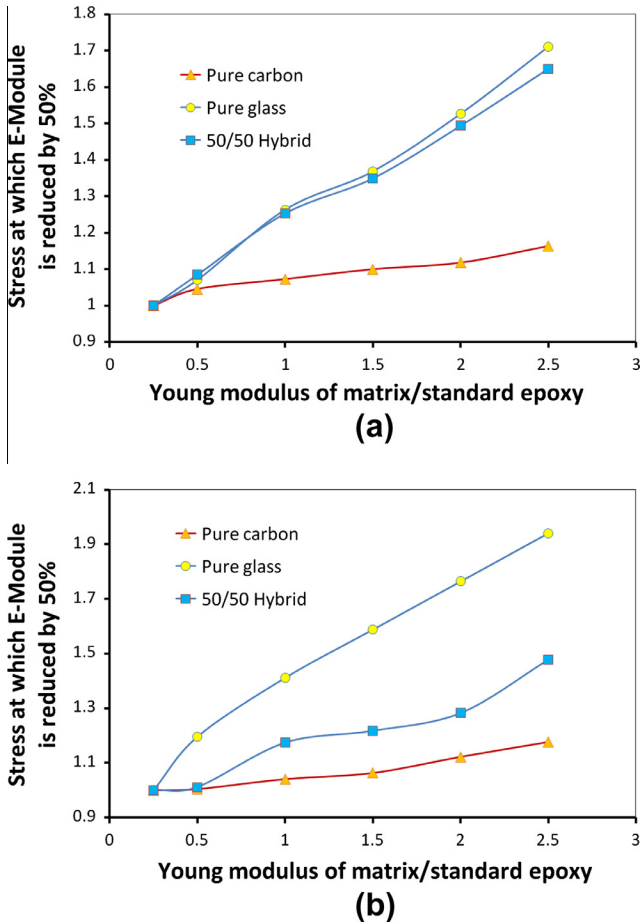 1.8
1.7
1.6
1.5
1.4
1.3
1.2
1.1
1
0.9
Stress at which E-Module
is reduced by 50%
Pure carbon
Pure glass
50/50 Hybrid
0 0.5 1 1.5 2 2.5 3
Young modulus of matrix/standard epoxy
(a)
2.1
1.9
1.7
1.5
1.3
1.1
0.9
Stress at which E-Module
is reduced by 50%
Pure carbon
Pure glass
50/50 Hybrid
0 0.5 1 1.5 2 2.5 3
Young modulus of matrix/standard epoxy
(b)